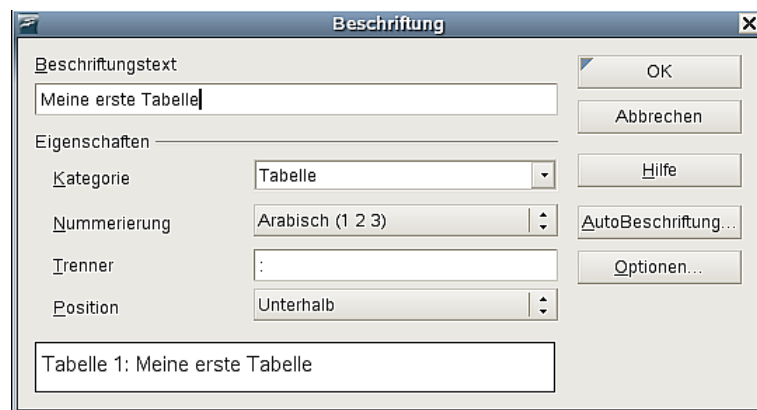 Beschriftung
Beschriftungstext
OK
Meine erste Tabelle
Abbrechen
Eigenschaften
Kategorie
Tabelle
Hilfe
Nummerierung
Arabisch (1 2 3)
AutoBeschriftung...
Trenner
:
Optionen...
Position
Unterhalb
Tabelle 1: Meine erste Tabelle